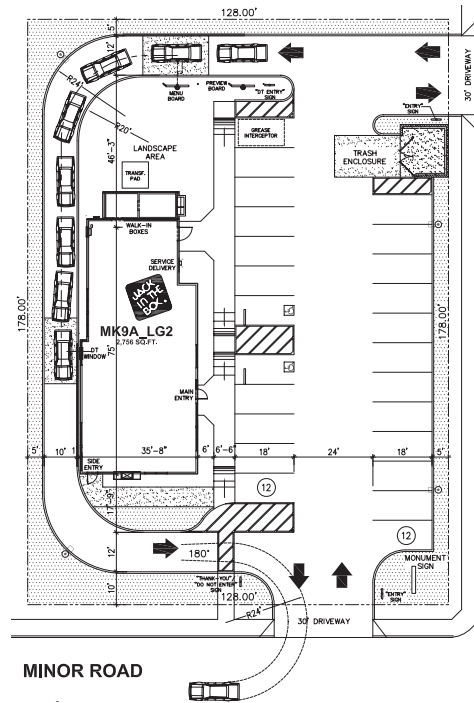 128.00'
12'
30' DRIVEWAY
R24'
R20'
46'-3"
MENU
BOARD
PREVIEW
BOARD
"DT ENTRY"
SIGN
"ENTRY"
SIGN
GREASE
INTERCEPTOR
TRASH
ENCLOSURE
LANDSCAPE
AREA
TRANSF.
PAD
WALK-IN
BOXES
SERVICE
DELIVERY
JACK
IN THE
BOX
MK9A_LG2
2,756 SQ.FT.
178.00'
178.00'
75'
DT
WINDOW
MAIN
ENTRY
5'
10'
1'
35'-8"
6'
6'-6"
18'
24'
18'
5'
SIDE
ENTRY
12
12
17'-9"
12'
180°
10'
MONUMENT
SIGN
"THANK-YOU"
"DO NOT ENTER"
SIGN
"ENTRY"
SIGN
128.00'
R24'
30' DRIVEWAY
MINOR ROAD